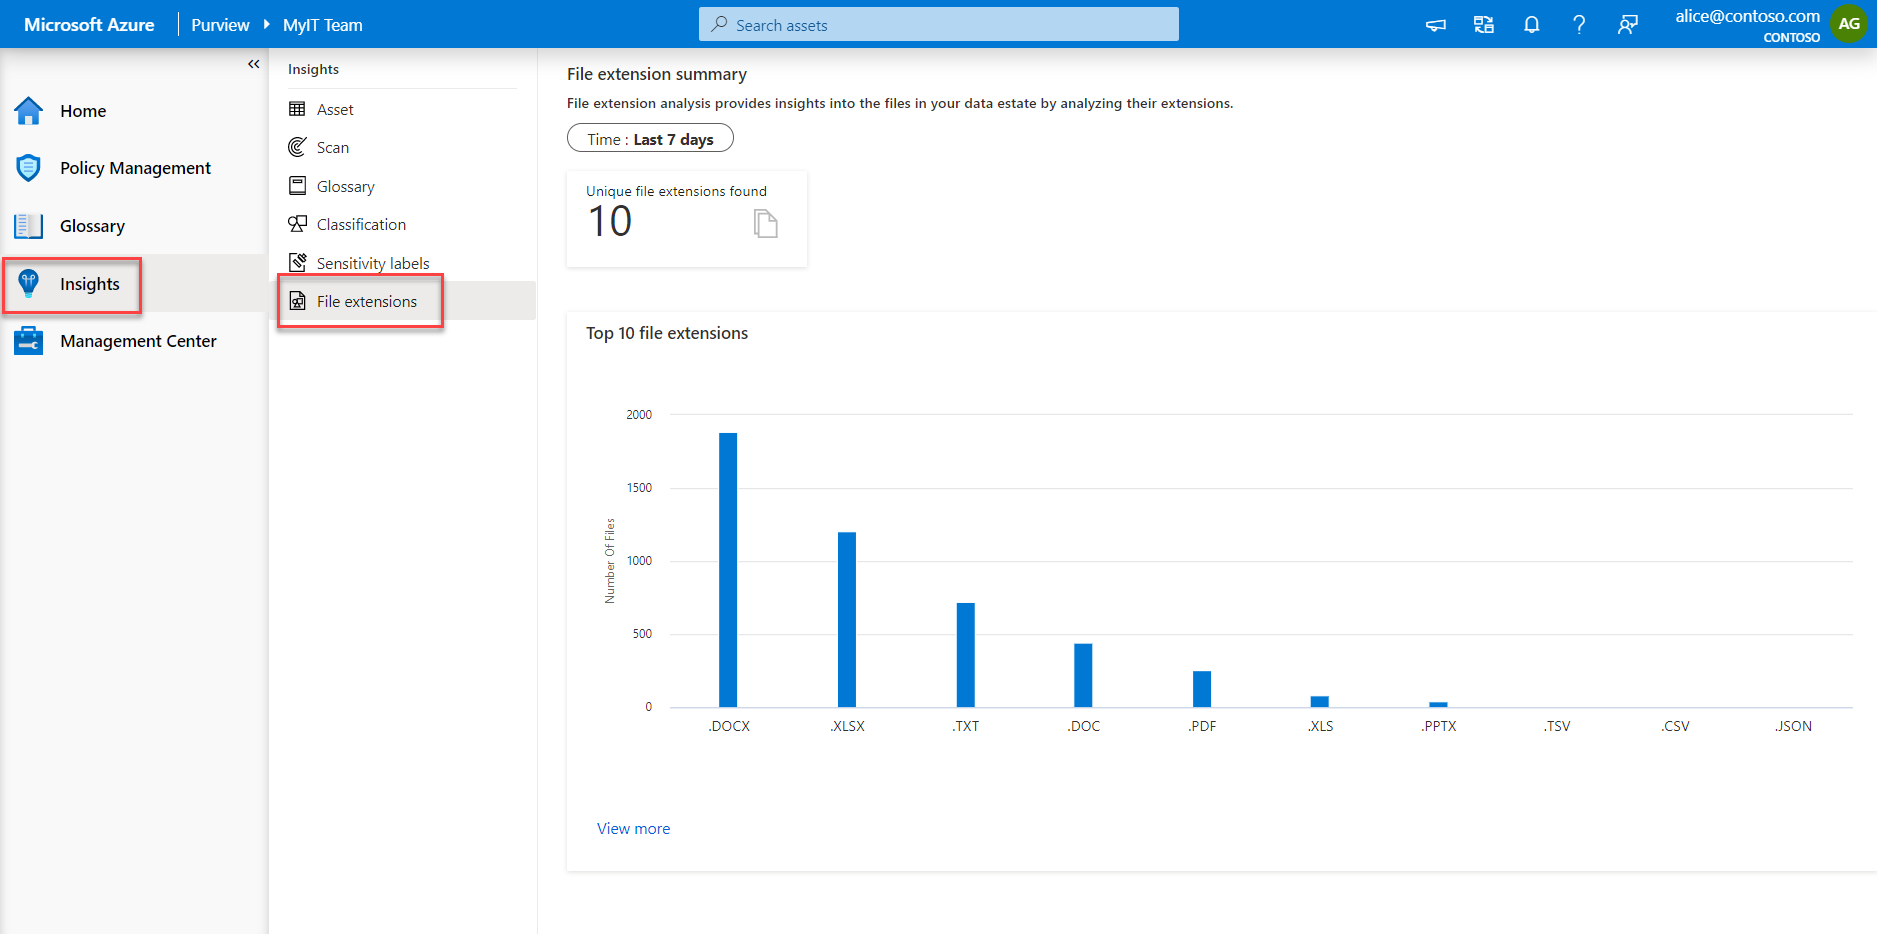 Microsoft Azure
Purview
MyIT Team
Search assets
alice@contoso.com
CONTOSO
AG
Home
Policy Management
Glossary
Insights
Management Center
Insights
Asset
Scan
Glossary
Classification
Sensitivity labels
File extensions
File extension summary
File extension analysis provides insights into the files in your data estate by analyzing their extensions.
Time : Last 7 days
Unique file extensions found
10
Top 10 file extensions
Number Of Files
2000
1500
1000
500
0
.DOCX
.XLSX
.TXT
.DOC
.PDF
.XLS
.PPTX
.TSV
.CSV
.JSON
View more